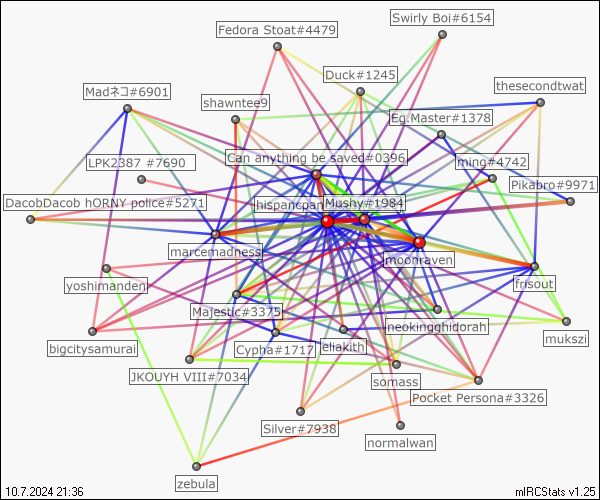 Swirly Boi#6154
Fedora Stoat#4479
Duck#1245
thesecondtwat
Madネコ#6901
shawntee9
Eg.Master#1378
LPK2387 #7690
Can anything be saved#0396
ming#4742
Pikabro#9971
DacobDacob hORNY police#5271
hispanspan
Mushy#1984
marcemadness
moonraven
yoshimanden
frisout
Majestic#3375
neokingghidorah
mukszi
bigcitysamurai
Cypha#1717
eliakith
JKOUYH VIII#7034
somass
Pocket Persona#3326
Silver#7938
normalwan
zebula
10.7.2024 21:36
mIRCStats v1.25